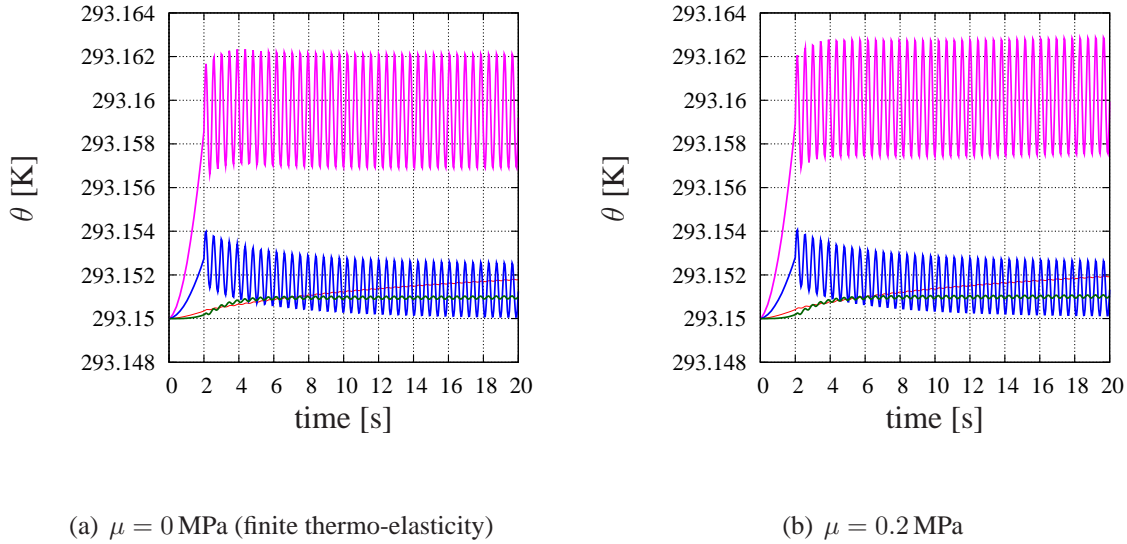 293.164
293.162
293.16
293.158
293.156
293.154
293.152
293.15
293.148
θ [K]
0 2 4 6 8 10 12 14 16 18 20
time [s]
(a) μ = 0 MPa (finite thermo-elasticity)
293.164
293.162
293.16
293.158
293.156
293.154
293.152
293.15
293.148
θ [K]
0 2 4 6 8 10 12 14 16 18 20
time [s]
(b) μ = 0.2 MPa